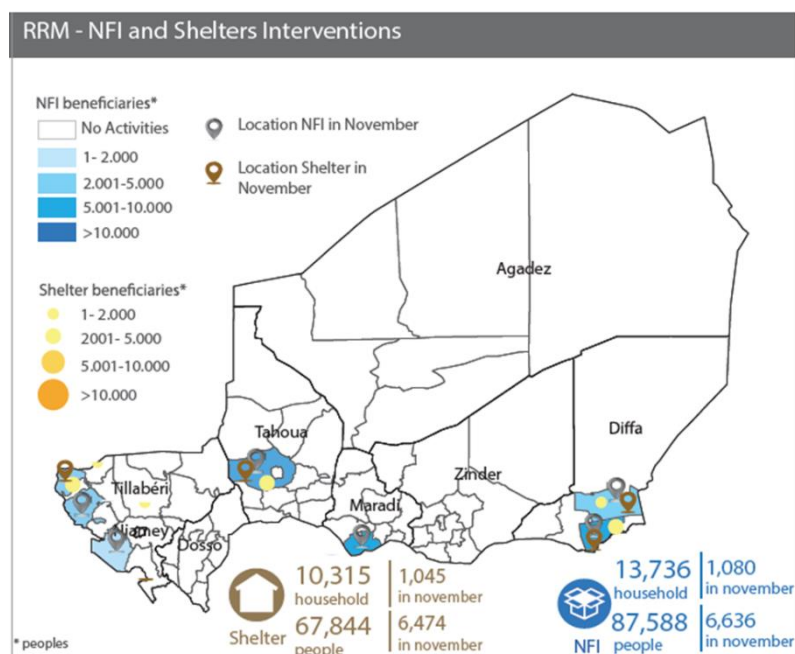 RRM - NFI and Shelters Interventions
NFI beneficiaries*
No Activities
1- 2.000
2.001-5.000
5.001-10.000
>10.000
Location NFI in November
Location Shelter in
November
Shelter beneficiaries*
1- 2.000
2001- 5.000
5.001-10.000
>10.000
Agadez
Tahoua
Diffa
Zinder
Tillabéri
Maradi
Niamey
Dosso
Shelter
10,315
household
1,045
in november
67,844
people
6,474
in november
NFI
13,736
household
1,080
in november
87,588
people
6,636
in november
* peoples